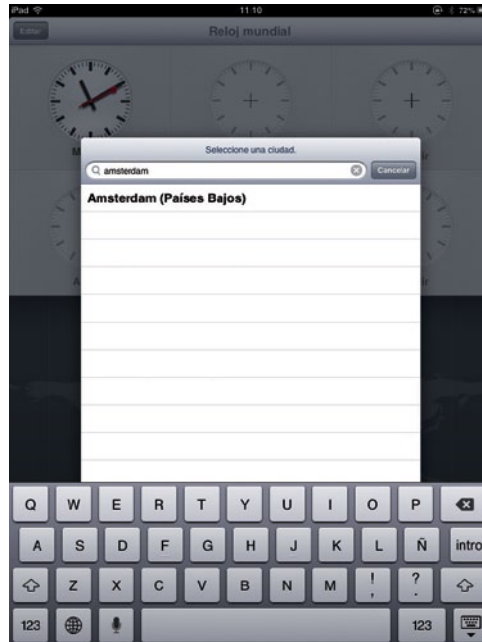 iPad 11:10 72%
Editar Reloj mundial
Seleccione una ciudad.
amsterdam Cancelar
Amsterdam (Países Bajos)
Q W E R T Y U I O P
A S D F G H J K L Ñ intro
Z X C V B N M ! , ? .
123 123